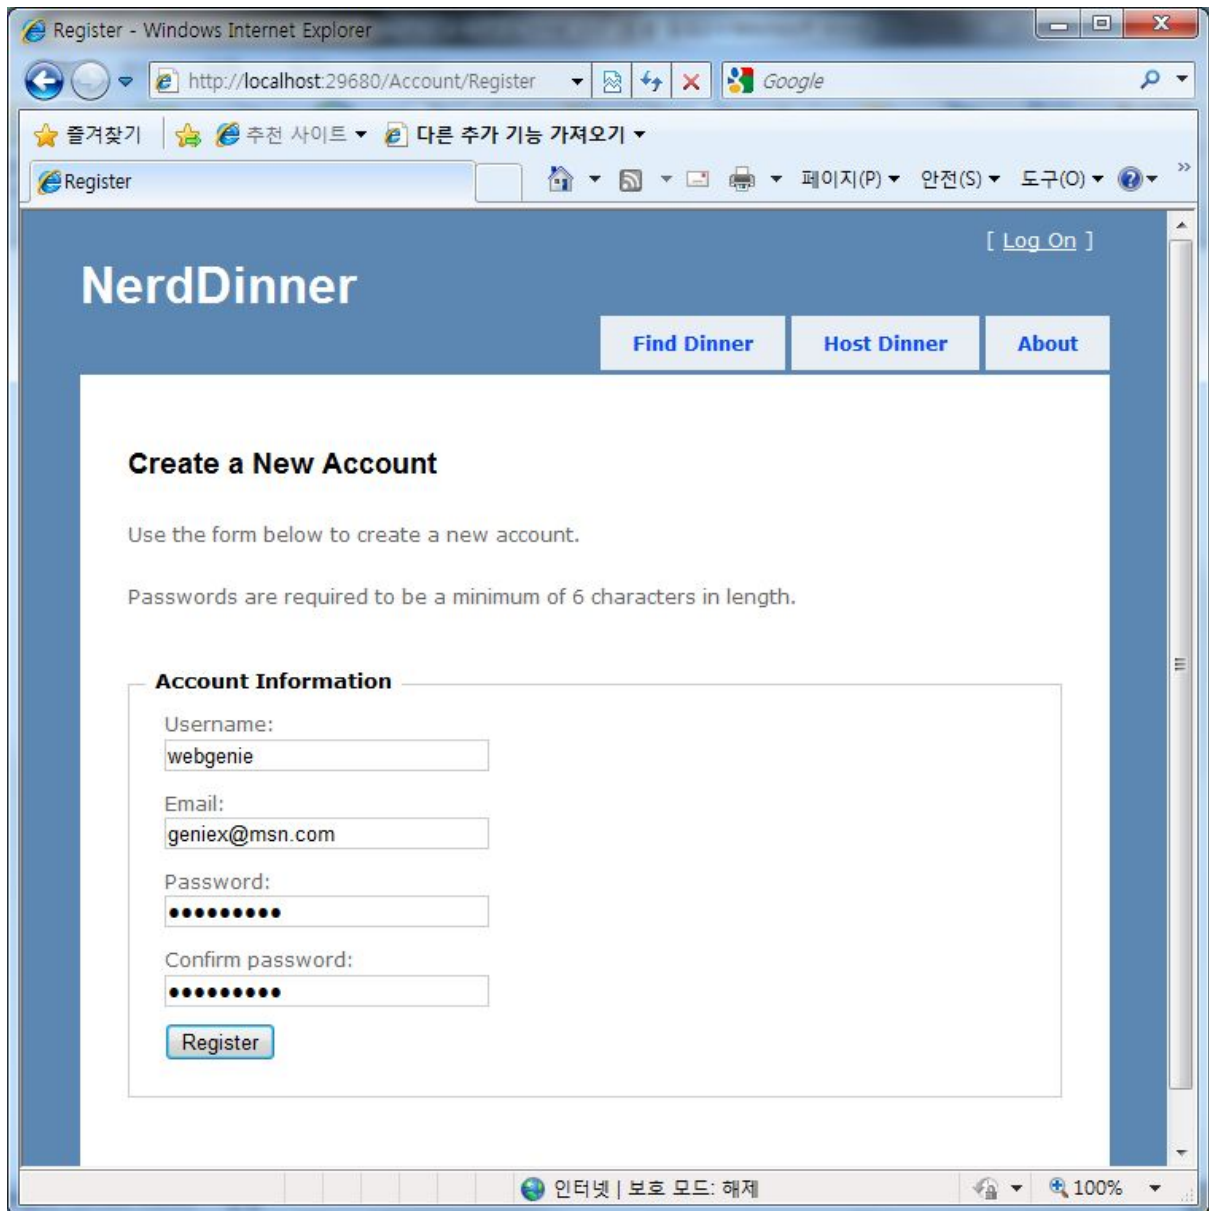 Register - Windows Internet Explorer
http://localhost:29680/Account/Register
Google
즐겨찾기 추천 사이트 다른 추가 기능 가져오기
Register 페이지(P) 안전(S) 도구(O)
[ Log On ]
NerdDinner
Find Dinner Host Dinner About
Create a New Account
Use the form below to create a new account.
Passwords are required to be a minimum of 6 characters in length.
Account Information
Username:
webgenie
Email:
geniex@msn.com
Password:
•••••••••
Confirm password:
•••••••••
Register
인터넷 | 보호 모드: 해제 100%